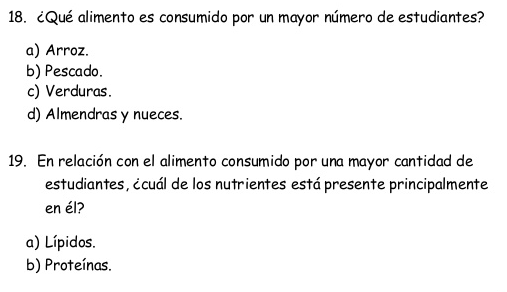 18. ¿Qué alimento es consumido por un mayor número de estudiantes?
a) Arroz.
b) Pescado.
c) Verduras.
d) Almendras y nueces.
19. En relación con el alimento consumido por una mayor cantidad de
estudiantes, ¿cuál de los nutrientes está presente principalmente
en él?
a) Lípidos.
b) Proteínas.